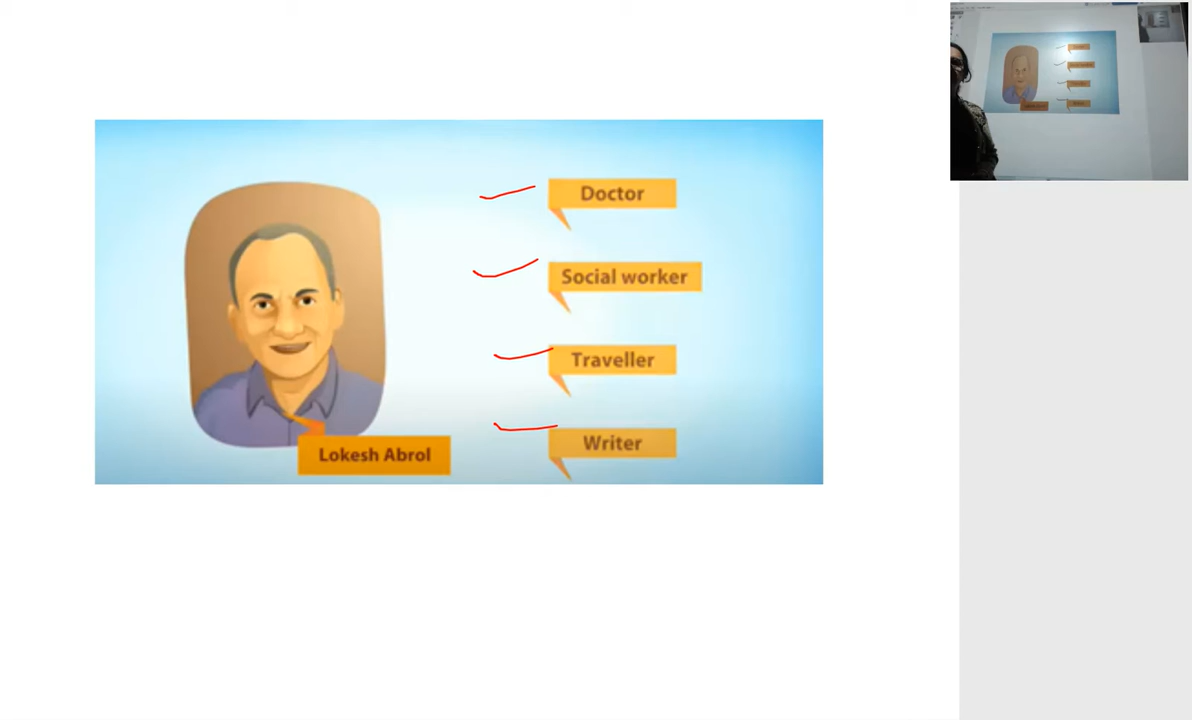 Doctor
Social worker
Traveller
Writer
Lokesh Abrol